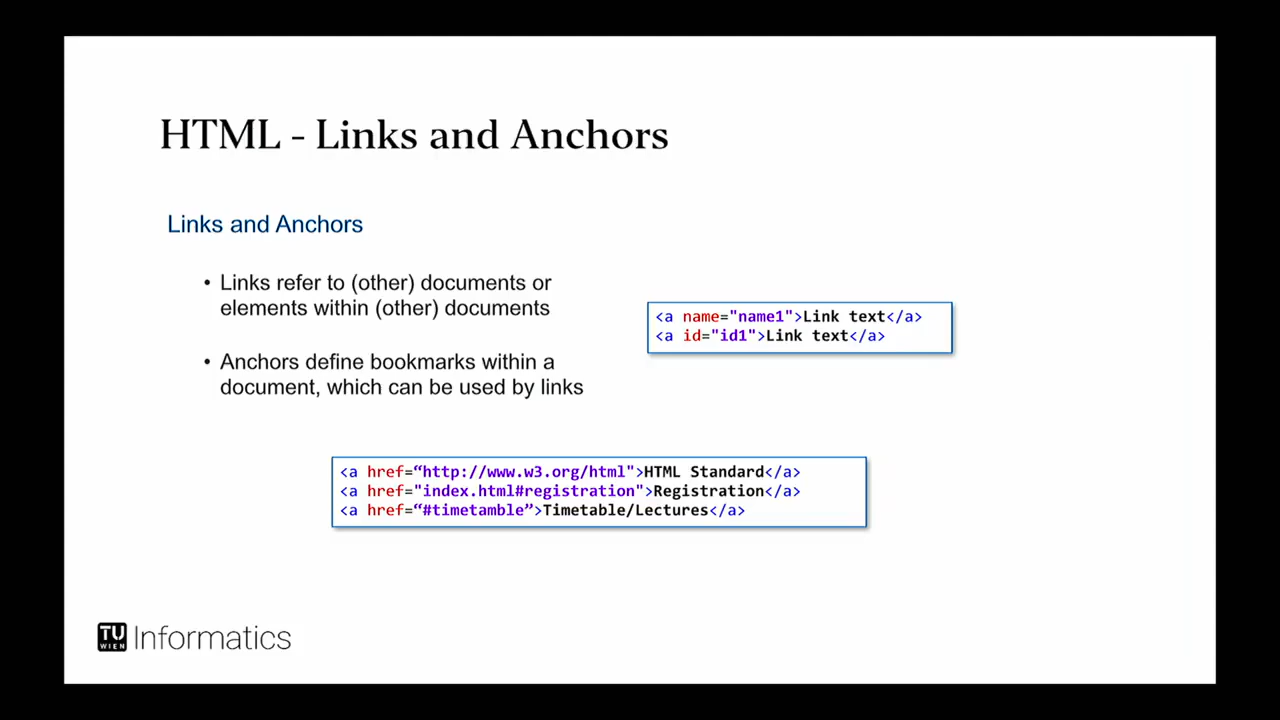 HTML - Links and Anchors
Links and Anchors
• Links refer to (other) documents or
elements within (other) documents
<a name="name1">Link text</a>
<a id="id1">Link text</a>
• Anchors define bookmarks within a
document, which can be used by links
<a href=“http://www.w3.org/html">HTML Standard</a>
<a href="index.html#registration">Registration</a>
<a href=“#timetamble”>Timetable/Lectures</a>
TU
WIEN
Informatics